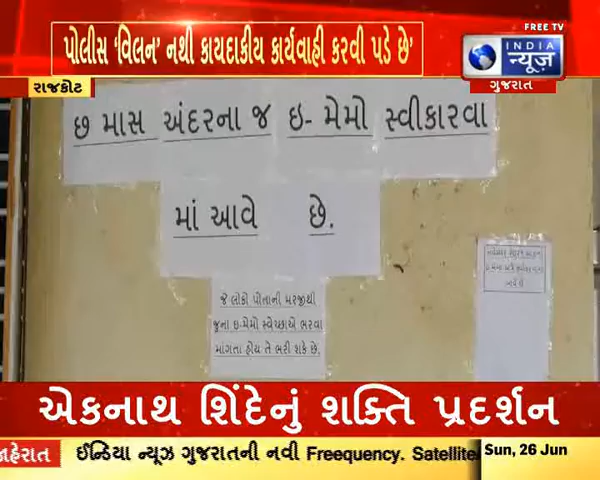 પોલીસ ‘વિલન’ નથી કાયદાકીય કાર્યવાહી કરવી પડે છે'
FREE TV
INDIA
ન્યૂઝ
ગુજરાત
રાજકોટ
છ માસ અંદરના જ ઇ- મેમો સ્વીકારવા
માં આવે છે.
જે લોકો પોતાની મરજીથી
જુના ઇ-મેમો સ્વેચ્છાએ ભરવા
માંગતા હોય તે ભરી શકે છે.
એકનાથ શિંદેનું શક્તિ પ્રદર્શન
જાહેરાત
ઈન્ડિયા ન્યૂઝ ગુજરાતની નવી Freequency. Satellite
Sun, 26 Jun